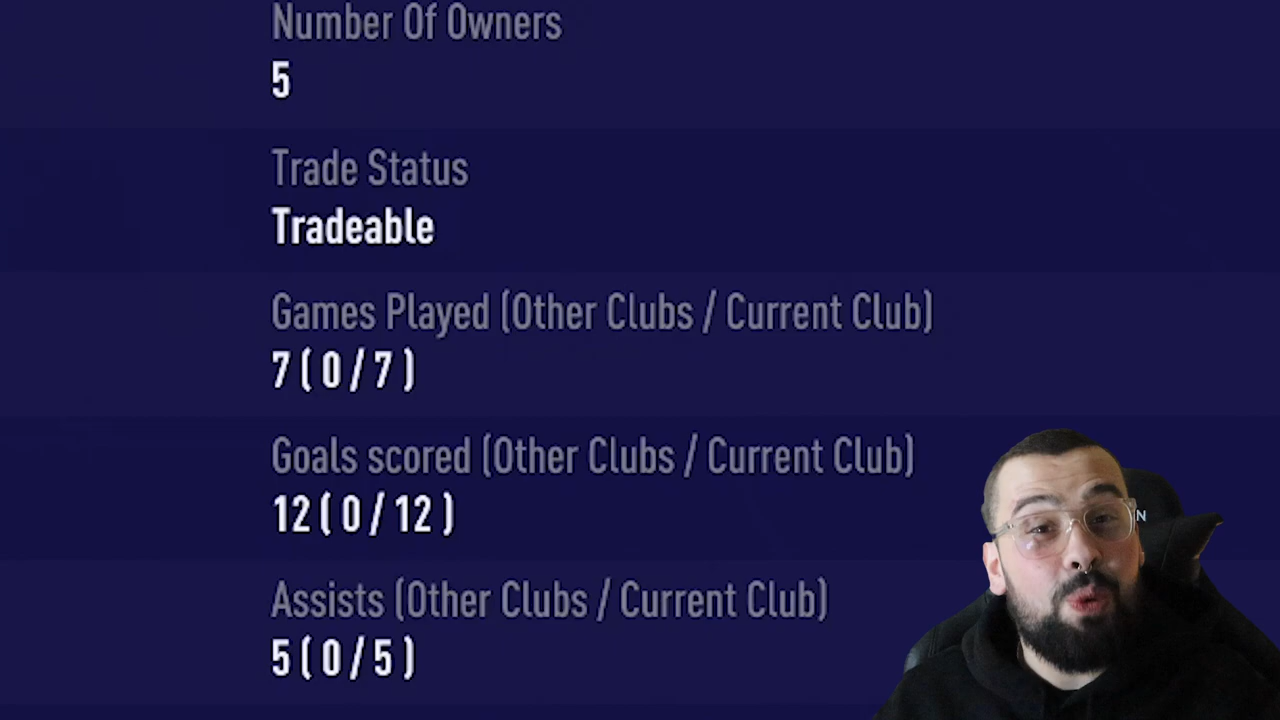 Number Of Owners
5
Trade Status
Tradeable
Games Played (Other Clubs / Current Club)
7 ( 0 / 7 )
Goals scored (Other Clubs / Current Club)
12 ( 0 / 12 )
Assists (Other Clubs / Current Club)
5 ( 0 / 5 )
N